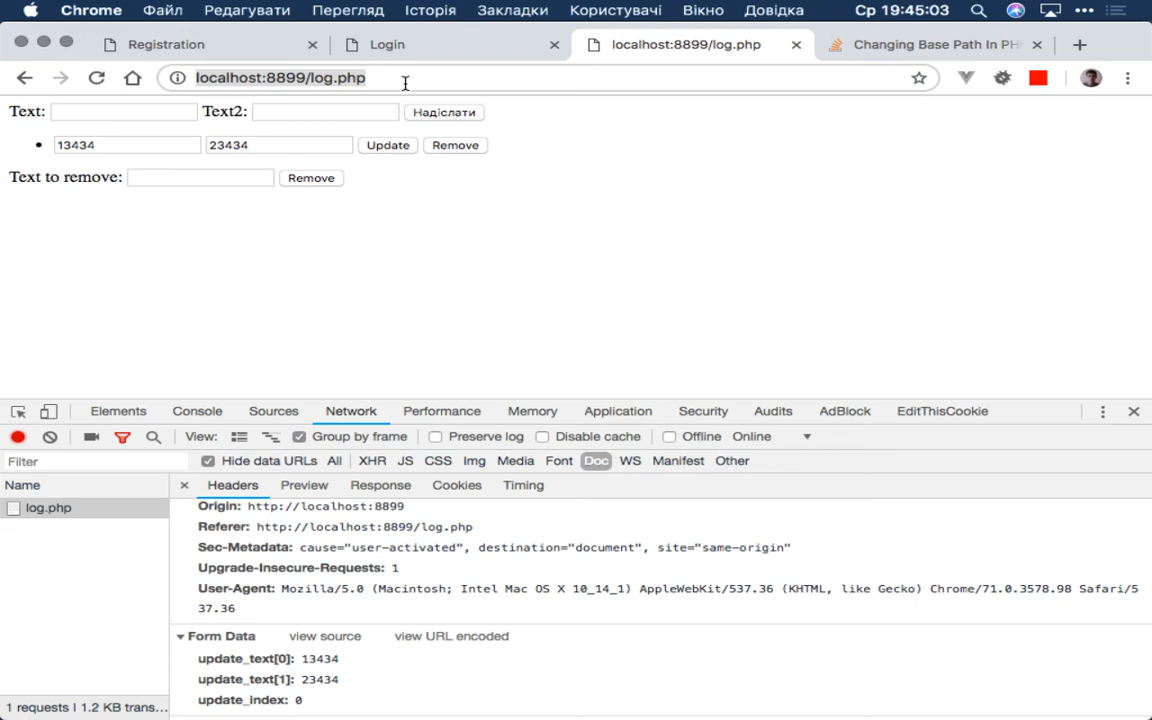 Chrome Файл Редагувати Перегляд Історія Закладки Користувачі Вікно Довідка Ср 19:45:03
Registration Login localhost:8899/log.php Changing Base Path In PH
localhost:8899/log.php
Text: Text2: Надіслати
13434 23434 Update Remove
Text to remove: Remove
Elements Console Sources Network Performance Memory Application Security Audits AdBlock EditThisCookie
View: Group by frame Preserve log Disable cache Offline Online
Filter Hide data URLs All XHR JS CSS Img Media Font Doc WS Manifest Other
Name Headers Preview Response Cookies Timing
log.php
Origin: http://localhost:8899
Referer: http://localhost:8899/log.php
Sec-Metadata: cause="user-activated", destination="document", site="same-origin"
Upgrade-Insecure-Requests: 1
User-Agent: Mozilla/5.0 (Macintosh; Intel Mac OS X 10_14_1) AppleWebKit/537.36 (KHTML, like Gecko) Chrome/71.0.3578.98 Safari/5
37.36
Form Data view source view URL encoded
update_text[0]: 13434
update_text[1]: 23434
update_index: 0
1 requests | 1.2 KB trans...